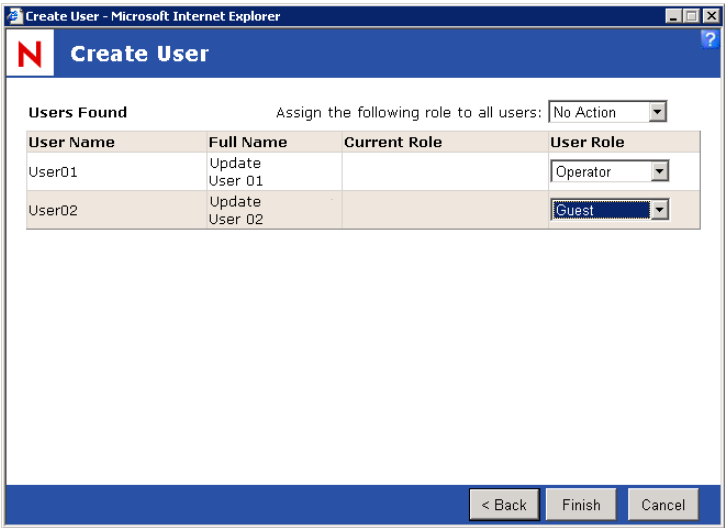 Create User - Microsoft Internet Explorer
N Create User ?
Users Found Assign the following role to all users: No Action
User Name Full Name Current Role User Role
User01 Update User 01 Operator
User02 Update User 02 Guest
< Back Finish Cancel